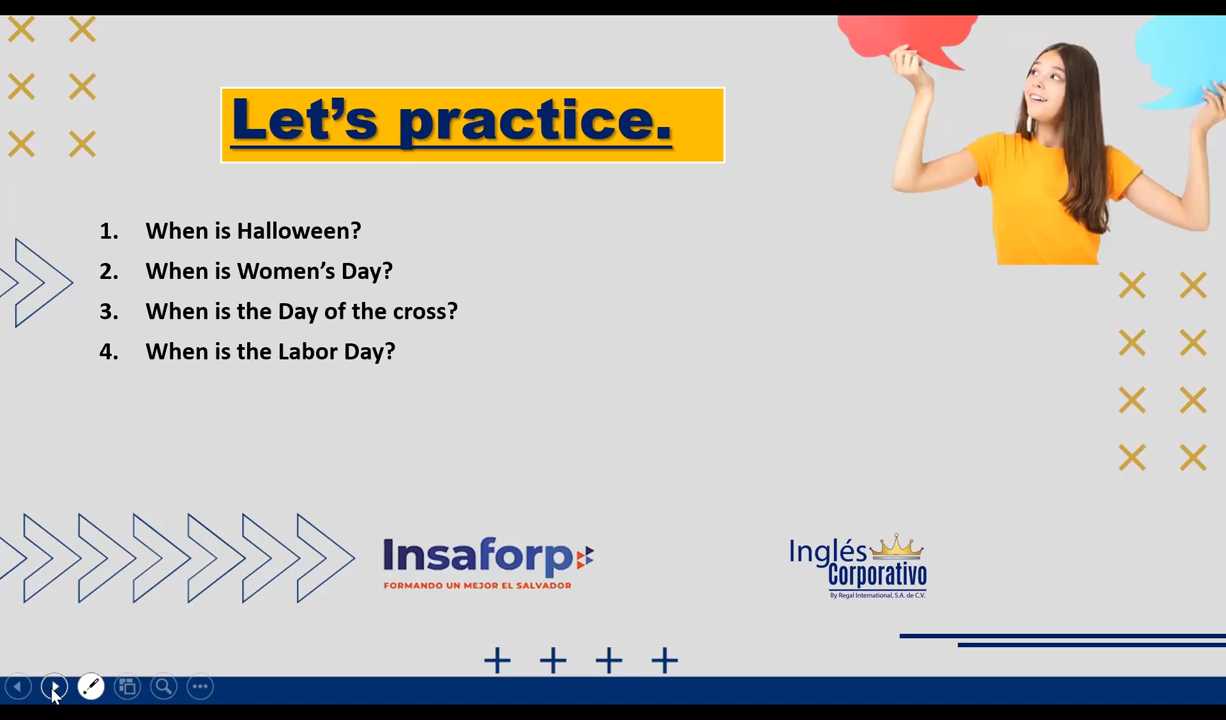 Let’s practice.
1. When is Halloween?
2. When is Women’s Day?
3. When is the Day of the cross?
4. When is the Labor Day?
Insaforp
FORMANDO UN MEJOR EL SALVADOR
Inglés
Corporativo
By Regal International, S.A. de C.V.